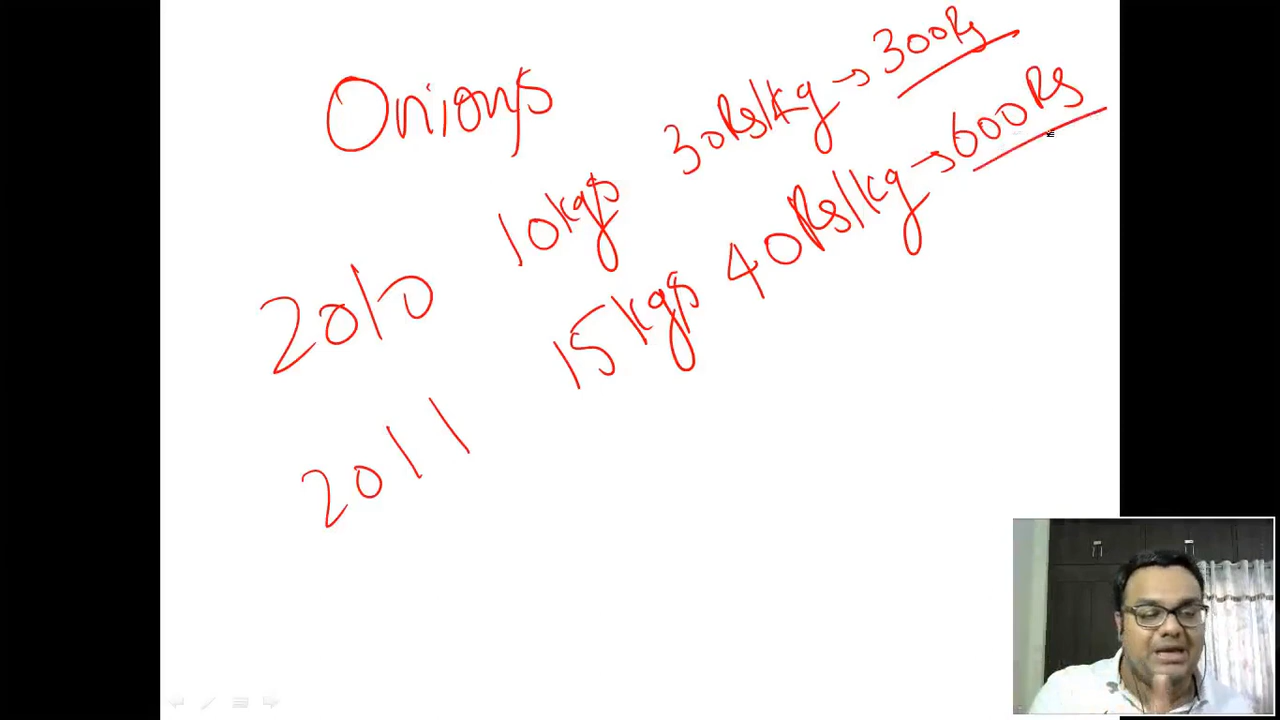 Onions
2010 10kgs 30Rs/kg → 300Rs
2011 15kgs 40Rs/kg → 600Rs